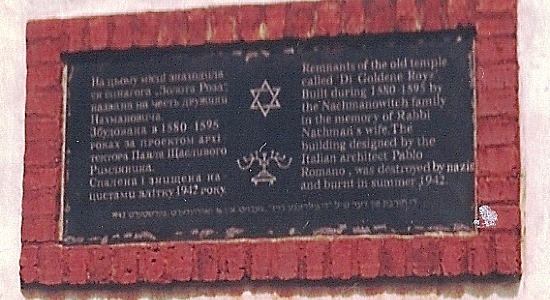 На цьому місці знаходила
ся синагога „Золота Роза"
названа на честь дружини
Нахмановича.
Збудована в 1580 1595
роках за проектом архі
тектора Павла Щасливого
Римлянина.
Спалена і знищена на
цистами влітку 1942 року.
Remnants of the old temple
called "Di Goldene Royz".
Built during 1580-1595 by
the Nachmanowitch family
in the memory of Rabbi
Nachman's wife. The
building designed by the
Italian architect Pablo
Romano, was destroyed by nazis
and burnt in summer 1942.